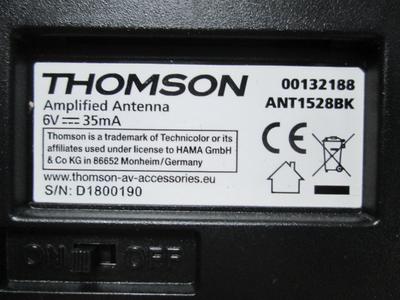 THOMSON 00132188
Amplified Antenna ANT1528BK
6V⎓35mA
Thomson is a trademark of Technicolor or its
affiliates used under license to HAMA GmbH
& Co KG in 86652 Monheim/Germany
www.thomson-av-accessories.eu
S/N: D1800190
CE
ON OFF